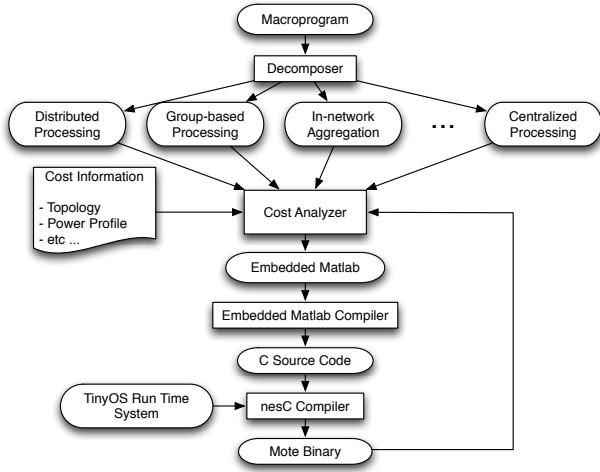 Macroprogram
Decomposer
Distributed
Processing
Group-based
Processing
In-network
Aggregation
...
Centralized
Processing
Cost Information
- Topology
- Power Profile
- etc ...
Cost Analyzer
Embedded Matlab
Embedded Matlab Compiler
C Source Code
TinyOS Run Time
System
nesC Compiler
Mote Binary